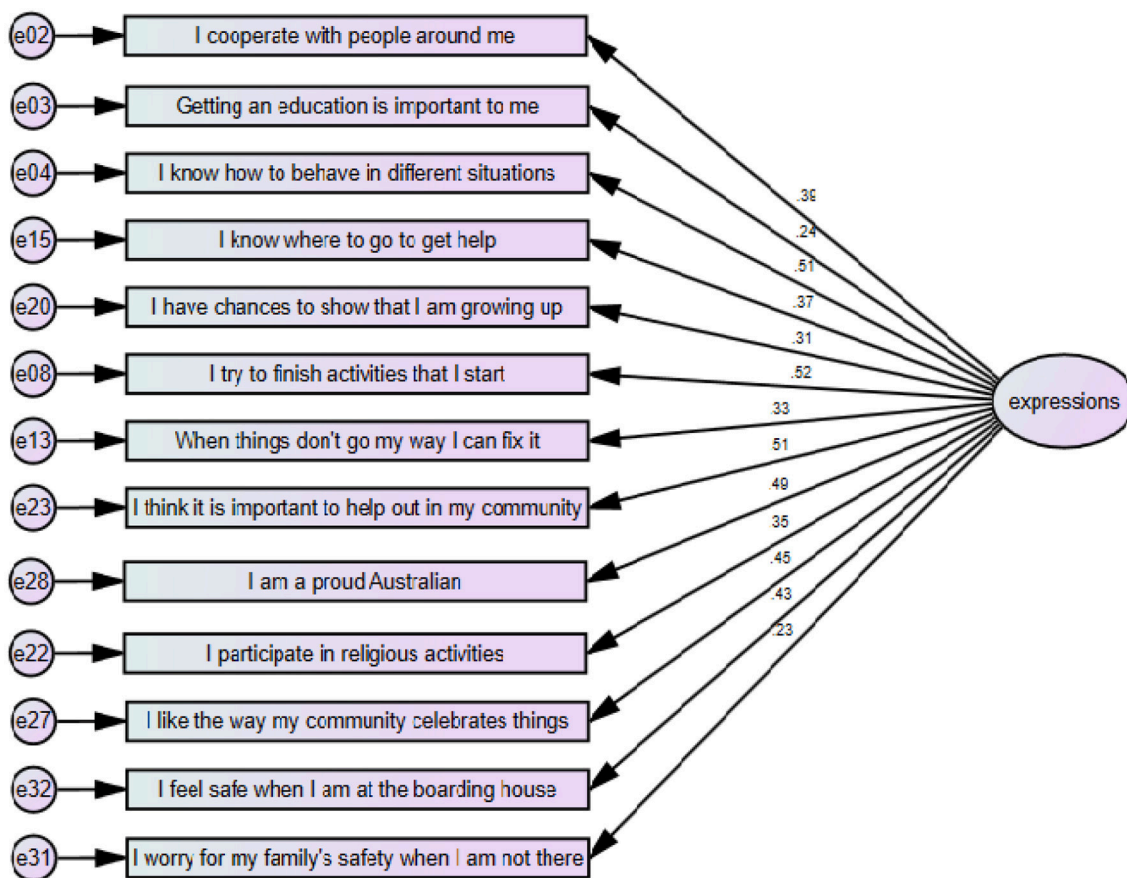 e02 I cooperate with people around me
e03 Getting an education is important to me
e04 I know how to behave in different situations
.39
e15 I know where to go to get help
.24
.51
e20 I have chances to show that I am growing up
.37
.31
e08 I try to finish activities that I start
.52
expressions
e13 When things don't go my way I can fix it
.33
.51
e23 I think it is important to help out in my community
.49
.35
e28 I am a proud Australian
.45
.43
e22 I participate in religious activities
.23
e27 I like the way my community celebrates things
e32 I feel safe when I am at the boarding house
e31 I worry for my family's safety when I am not there